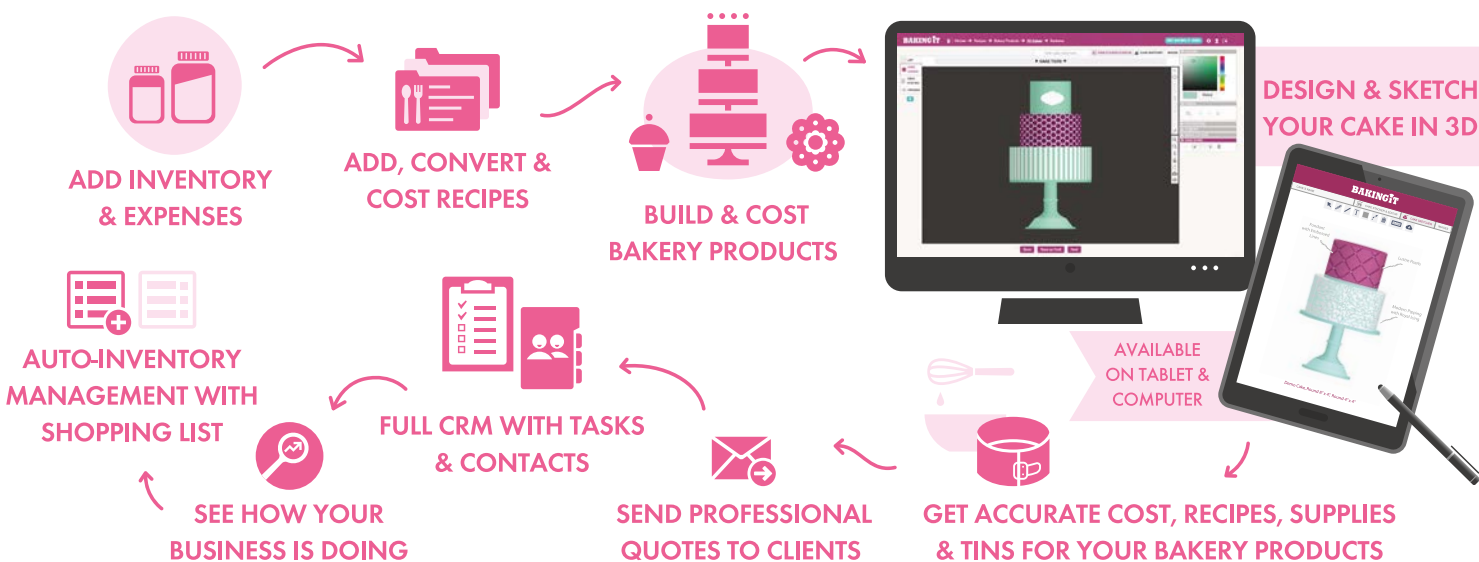 ADD INVENTORY
& EXPENSES
ADD, CONVERT &
COST RECIPES
BUILD & COST
BAKERY PRODUCTS
BAKINGIT
DESIGN & SKETCH
YOUR CAKE IN 3D
BAKINGIT
AVAILABLE
ON TABLET &
COMPUTER
GET ACCURATE COST, RECIPES, SUPPLIES
& TINS FOR YOUR BAKERY PRODUCTS
SEND PROFESSIONAL
QUOTES TO CLIENTS
FULL CRM WITH TASKS
& CONTACTS
SEE HOW YOUR
BUSINESS IS DOING
AUTO-INVENTORY
MANAGEMENT WITH
SHOPPING LIST